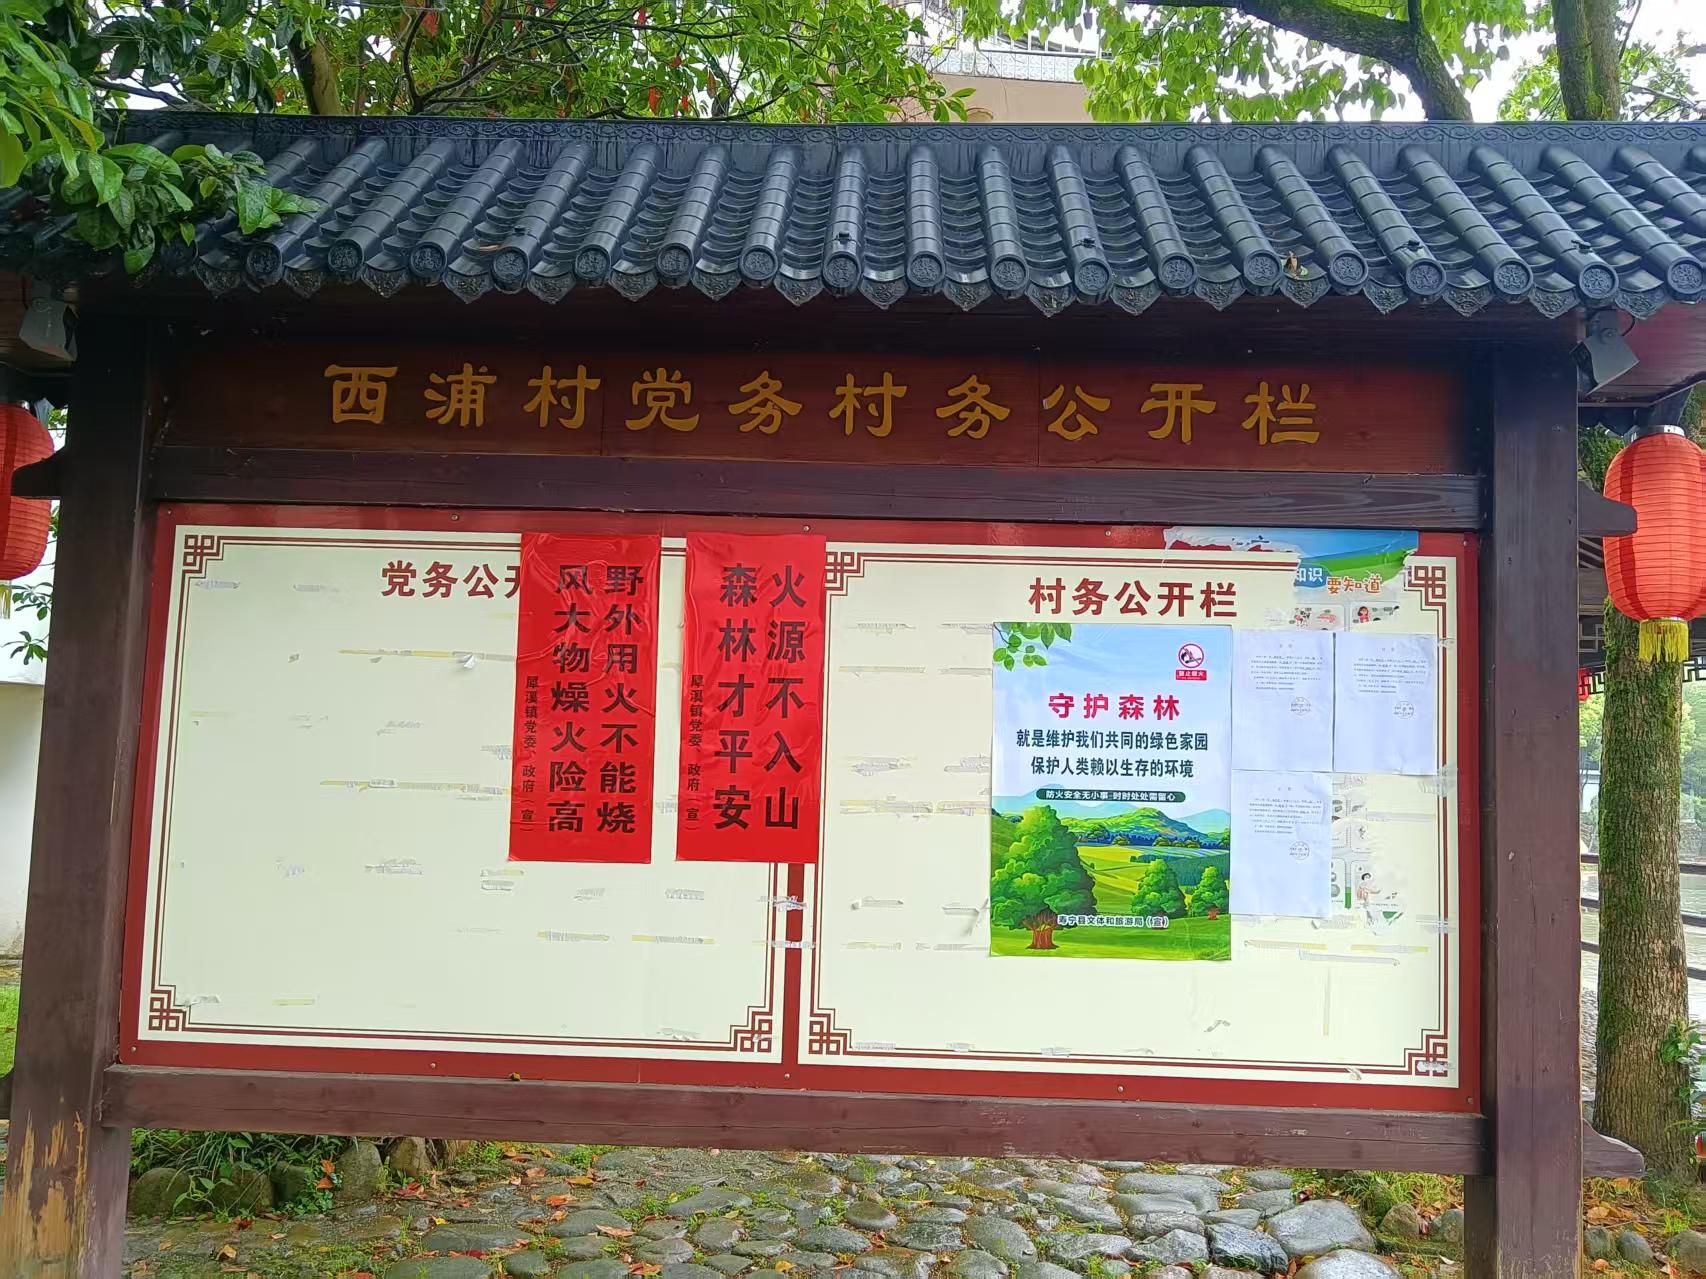 西浦村党务村务公开栏
党务公开
野外用火不能烧
风大物燥火险高
犀溪镇党委、政府（宣）
火源不入山
森林才平安
犀溪镇党委 政府（宣）
村务公开栏
知识
要知道
禁止烟火
守护森林
就是维护我们共同的绿色家园
保护人类赖以生存的环境
防火安全无小事 时时处处需留心
寿宁县文体和旅游局（宣）